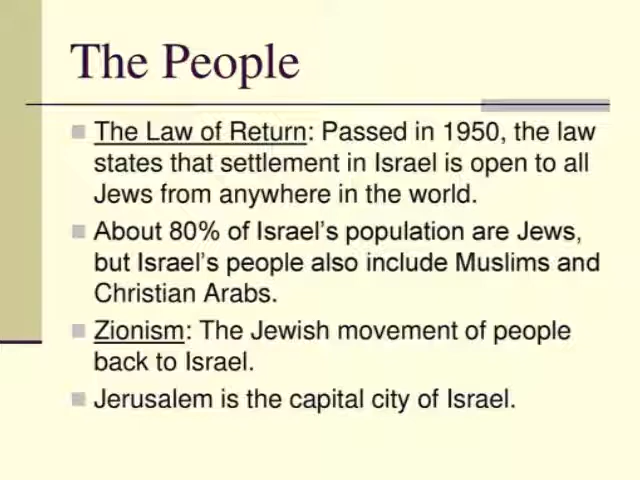 The People
The Law of Return: Passed in 1950, the law
states that settlement in Israel is open to all
Jews from anywhere in the world.
About 80% of Israel's population are Jews,
but Israel's people also include Muslims and
Christian Arabs.
Zionism: The Jewish movement of people
back to Israel.
Jerusalem is the capital city of Israel.